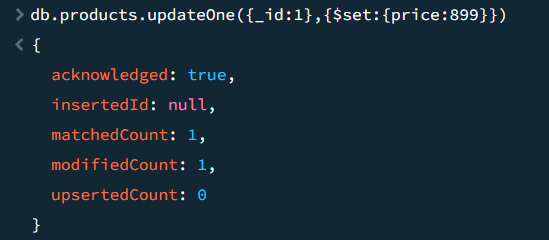 > db.products.updateOne({_id:1},{$set:{price:899}})
< {
acknowledged: true,
insertedId: null,
matchedCount: 1,
modifiedCount: 1,
upsertedCount: 0
}